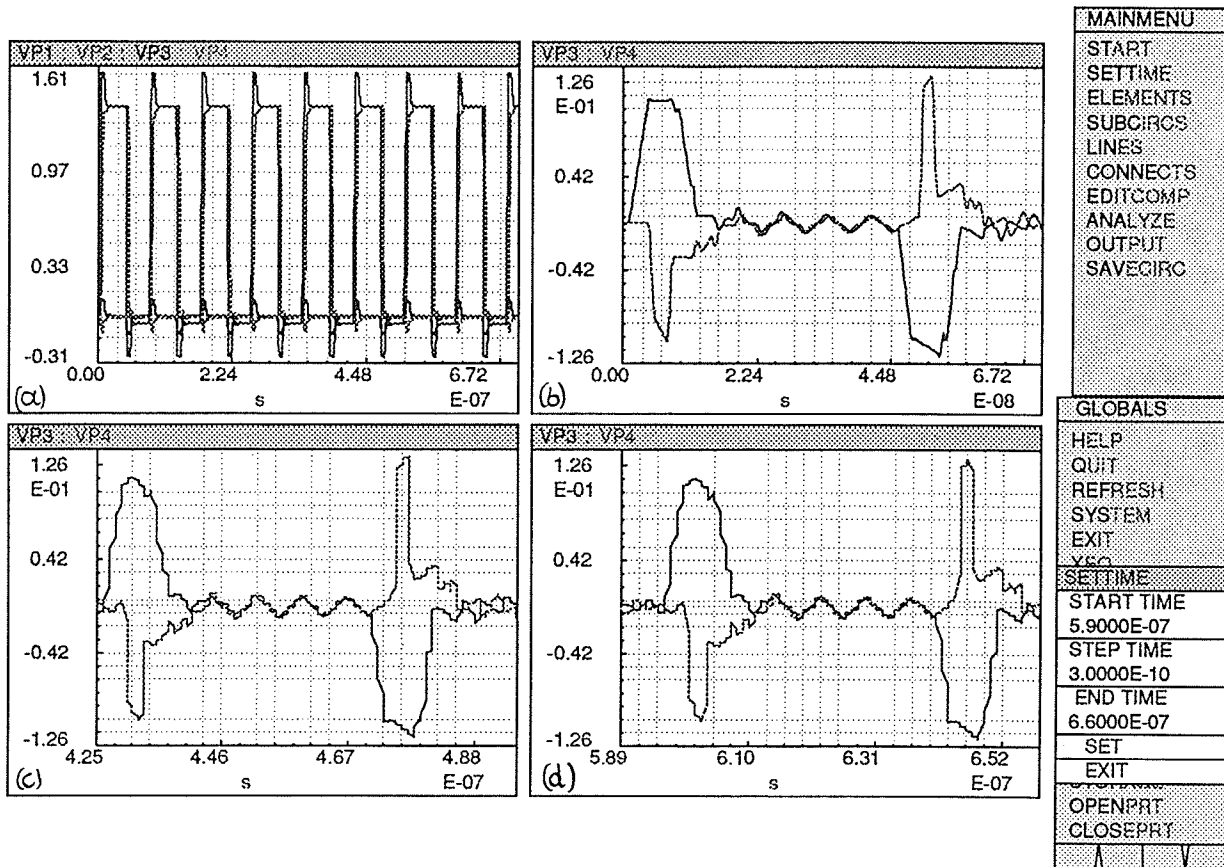 VP1 : VP2 : VP3 : VP4
1.61
0.97
0.33
-0.31
0.00 2.24 4.48 6.72
(a) s E-07
VP3 : VP4
1.26
E-01
0.42
-0.42
-1.26
0.00 2.24 4.48 6.72
(b) s E-08
VP3 : VP4
1.26
E-01
0.42
-0.42
-1.26
4.25 4.46 4.67 4.88
(c) s E-07
VP3 : VP4
1.26
E-01
0.42
-0.42
-1.26
5.89 6.10 6.31 6.52
(d) s E-07
MAINMENU
START
SETTIME
ELEMENTS
SUBCIRCS
LINES
CONNECTS
EDITCOMP
ANALYZE
OUTPUT
SAVECIRC
GLOBALS
HELP
QUIT
REFRESH
SYSTEM
EXIT
SETTIME
START TIME
5.9000E-07
STEP TIME
3.0000E-10
END TIME
6.6000E-07
SET
EXIT
OPENPRT
CLOSEPRT